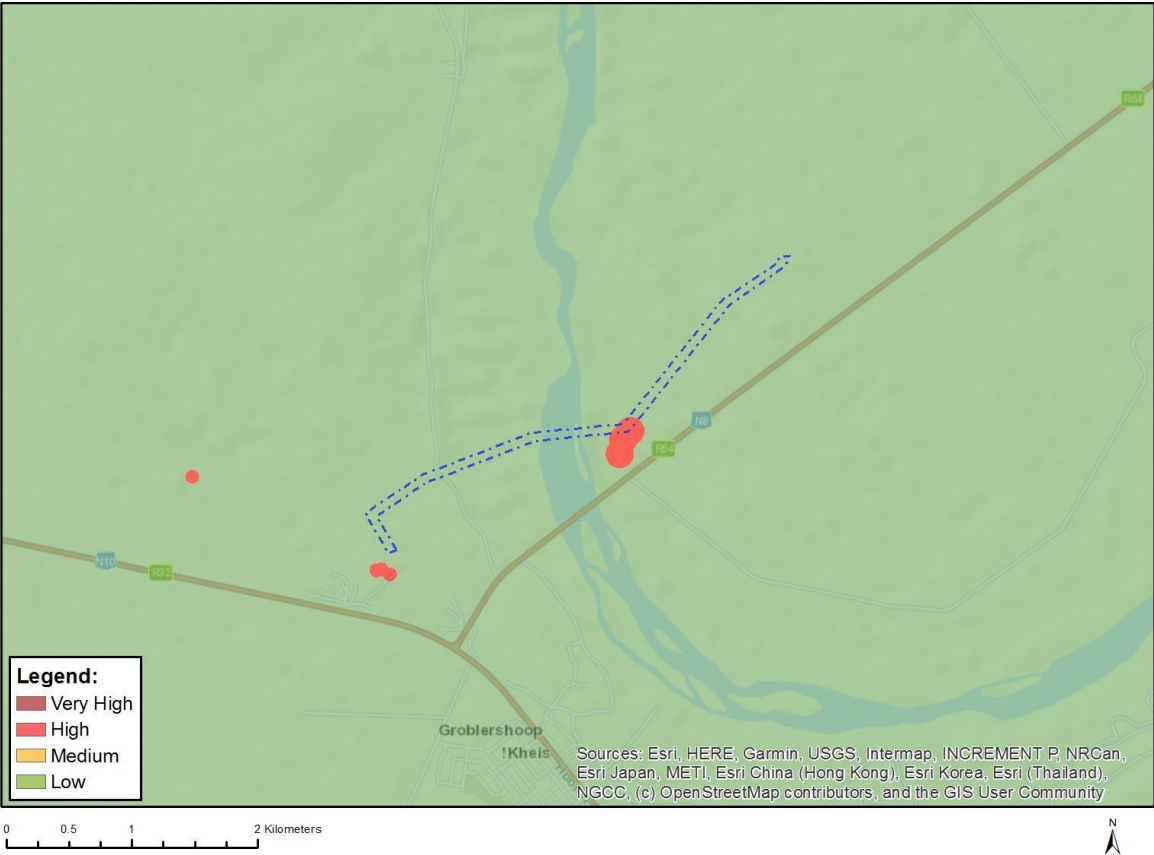 R64
N8
R64
N10
R32
Legend:
Very High
High
Medium
Low
Groblershoop
!Kheis
Sources: Esri, HERE, Garmin, USGS, Intermap, INCREMENT P, NRCan,
Esri Japan, METI, Esri China (Hong Kong), Esri Korea, Esri (Thailand),
NGCC, (c) OpenStreetMap contributors, and the GIS User Community
0 0.5 1 2 Kilometers
N